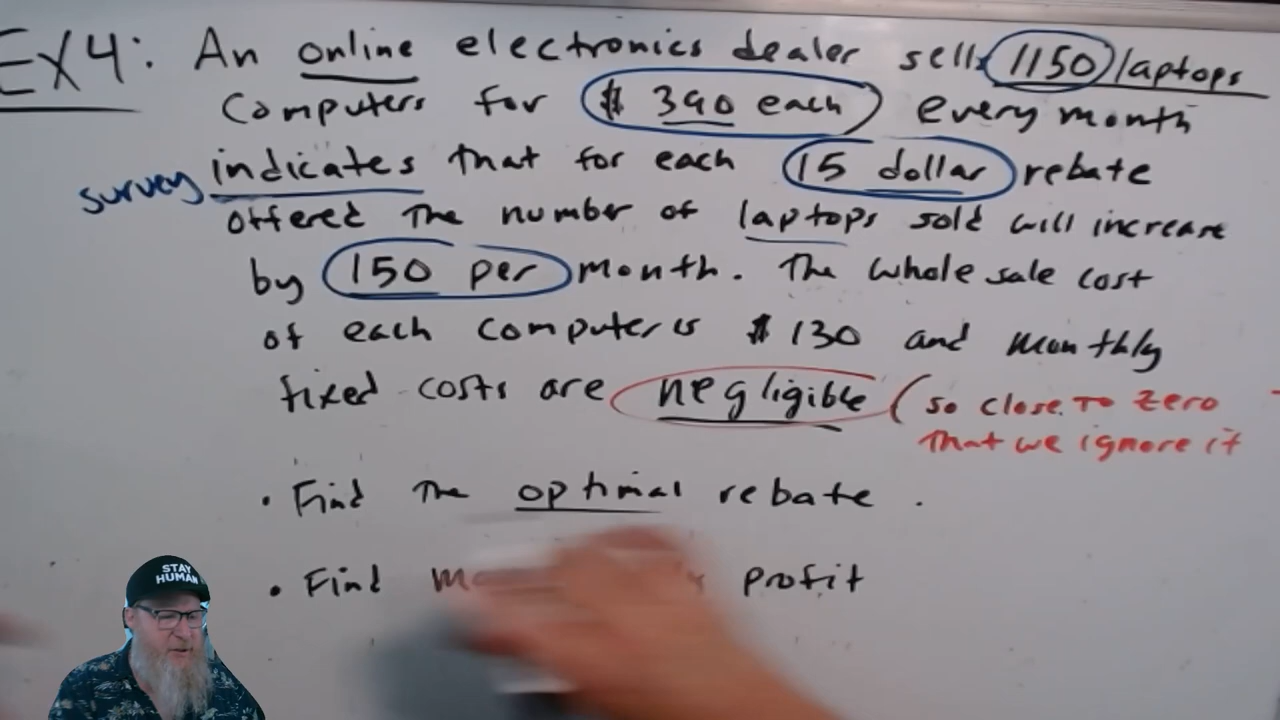 EX4: An online electronics dealer sells 1150 laptops
Computers for $ 390 each every month
survey indicates that for each 15 dollar rebate
offered the number of laptops sold will increase
by 150 per month. The whole sale cost
of each computer is $ 130 and monthly
fixed costs are negligible (so close to zero
that we ignore it
• Find the optimal rebate.
• Find profit
STAY
HUMAN